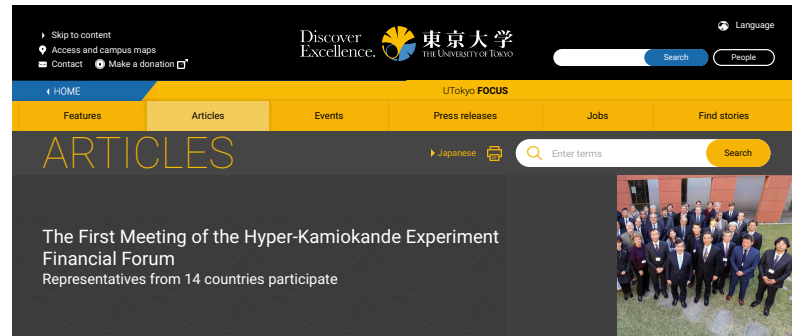 Skip to content
Access and campus maps
Contact Make a donation
Discover
Excellence.
東京大学
THE UNIVERSITY OF TOKYO
Language
Search People
HOME
UTokyo FOCUS
Features Articles Events Press releases Jobs Find stories
ARTICLES
Japanese
Enter terms
Search
The First Meeting of the Hyper-Kamiokande Experiment
Financial Forum
Representatives from 14 countries participate